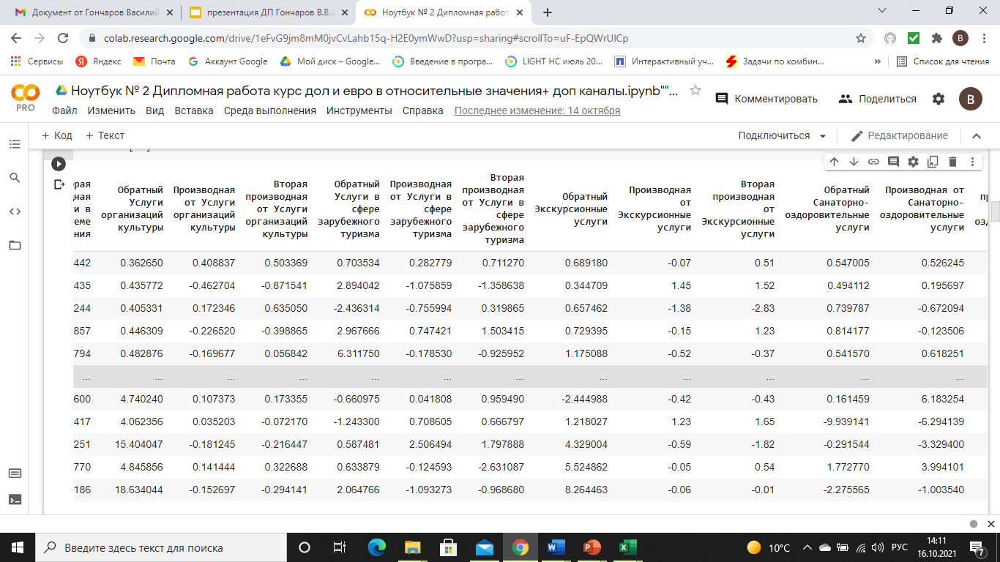 Документ от Гончаров Василий
презентация ДП Гончаров В.В..
Ноутбук № 2 Дипломная работ
colab.research.google.com/drive/1eFvG9jm8mM0jvCvLahb15q-H2E0ymWwD?usp=sharing#scrollTo=uF-EpQWrUlCp
В
Сервисы
Яндекс
Почта
Аккаунт Google
Мой диск – Google...
Введение в програ...
LIGHT HC июль 20...
Интерактивный уч...
Задачи по комбин...
»
Список для чтения
PRO
Ноутбук № 2 Дипломная работа курс дол и евро в относительные значения+ доп каналы.ipynb""...
Комментировать
Поделиться
В
Файл Изменить Вид Вставка Среда выполнения Инструменты Справка Последнее изменение: 14 октября
+ Код + Текст
Подключиться
Редактирование
рая
ная
и в
еме
ния
Обратный
Услуги
организаций
культуры
Производная
от Услуги
организаций
культуры
Вторая
производная
от Услуги
организаций
культуры
Обратный
Услуги в
сфере
зарубежного
туризма
Производная
от Услуги в
сфере
зарубежного
туризма
Вторая
производная
от Услуги в
сфере
зарубежного
туризма
Обратный
Экскурсионные
услуги
Производная
от
Экскурсионные
услуги
Вторая
производная
от
Экскурсионные
услуги
Обратный
Санаторно-
оздоровительные
услуги
Производная от
Санаторно-
оздоровительные
услуги
442 0.362650 0.408837 0.503369 0.703534 0.282779 0.711270 0.689180 -0.07 0.51 0.547005 0.526245
435 0.435772 -0.462704 -0.871541 2.894042 -1.075859 -1.358638 0.344709 1.45 1.52 0.494112 0.195697
244 0.405331 0.172346 0.635050 -2.436314 -0.755994 0.319865 0.657462 -1.38 -2.83 0.739787 -0.672094
857 0.446309 -0.226520 -0.398865 2.967666 0.747421 1.503415 0.729395 -0.15 1.23 0.814177 -0.123506
794 0.482876 -0.169677 0.056842 6.311750 -0.178530 -0.925952 1.175088 -0.52 -0.37 0.541570 0.618251
... ... ... ... ... ... ... ... ... ... ... ...
600 4.740240 0.107373 0.173355 -0.660975 0.041808 0.959490 -2.444988 -0.42 -0.43 0.161459 6.183254
417 4.062356 0.035203 -0.072170 -1.243300 0.708605 0.666797 1.218027 1.23 1.65 -9.939141 -6.294139
251 15.404047 -0.181245 -0.216447 0.587481 2.506494 1.797888 4.329004 -0.59 -1.82 -0.291544 -3.329400
770 4.845856 0.141444 0.322688 0.633879 -0.124593 -2.631087 5.524862 -0.05 0.54 1.772770 3.994101
186 18.634044 -0.152697 -0.294141 2.064766 -1.093273 -0.968680 8.264463 -0.06 -0.01 -2.275565 -1.003540
Введите здесь текст для поиска
10°C
РУС
14:11
16.10.2021
7